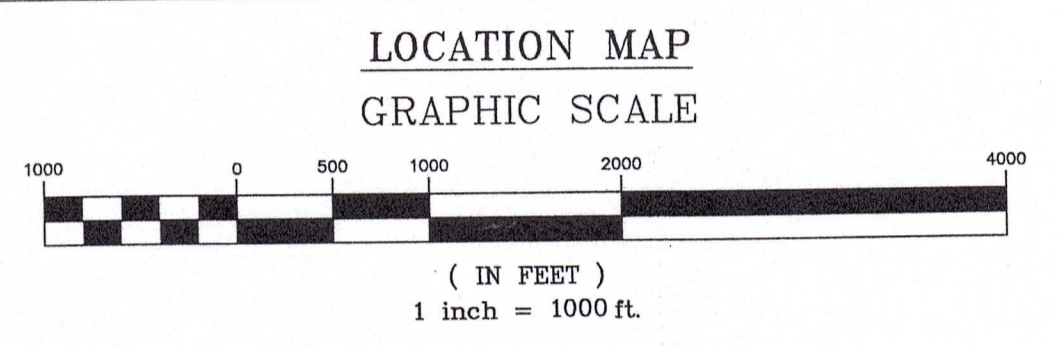 LOCATION MAP
GRAPHIC SCALE
1000 0 500 1000 2000 4000
( IN FEET )
1 inch = 1000 ft.